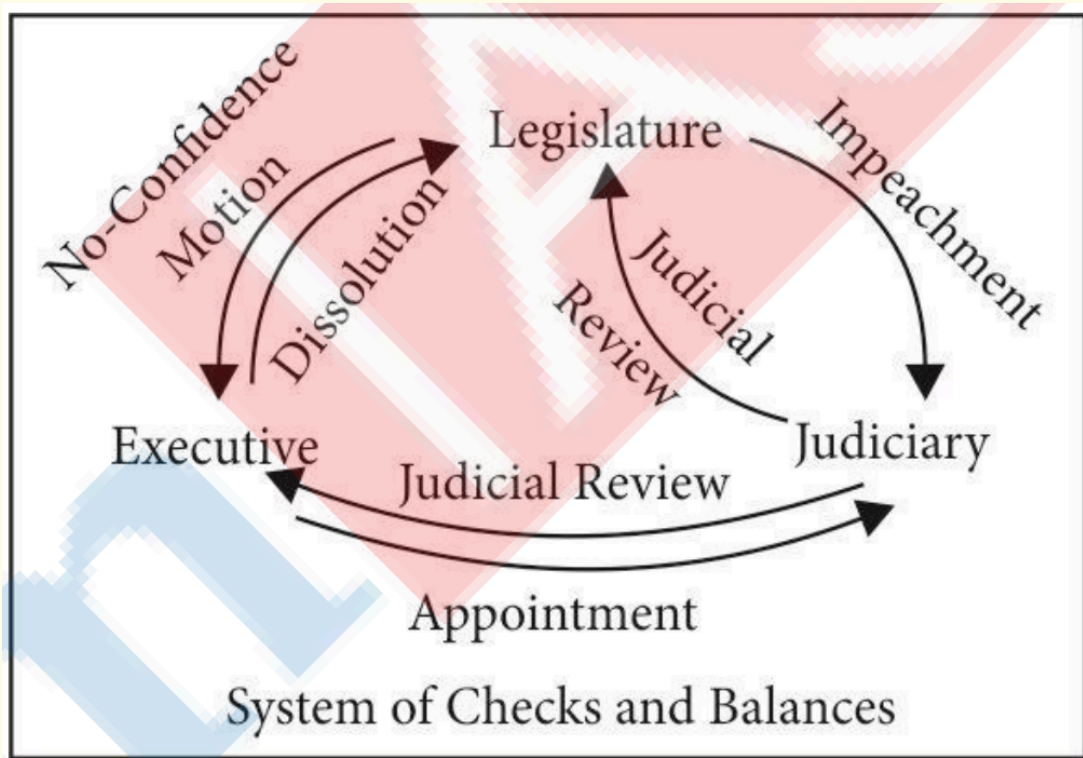 No-Confidence
Motion
Dissolution
Legislature
Impeachment
Judicial
Review
Executive
Judiciary
Judicial Review
Appointment
System of Checks and Balances